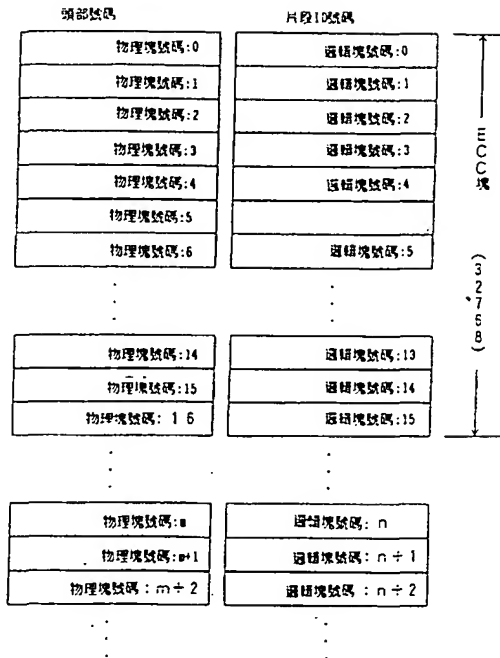 頭部號碼
片段ID號碼
物理塊號碼:0
邏輯塊號碼:0
物理塊號碼:1
邏輯塊號碼:1
物理塊號碼:2
邏輯塊號碼:2
物理塊號碼:3
邏輯塊號碼:3
物理塊號碼:4
邏輯塊號碼:4
物理塊號碼:5
物理塊號碼:6
邏輯塊號碼:5
物理塊號碼:14
邏輯塊號碼:13
物理塊號碼:15
邏輯塊號碼:14
物理塊號碼: 16
邏輯塊號碼:15
ECC塊
(32768)
物理塊號碼:m
邏輯塊號碼: n
物理塊號碼:m+1
邏輯塊號碼: n+1
物理塊號碼: m+2
邏輯塊號碼: n+2